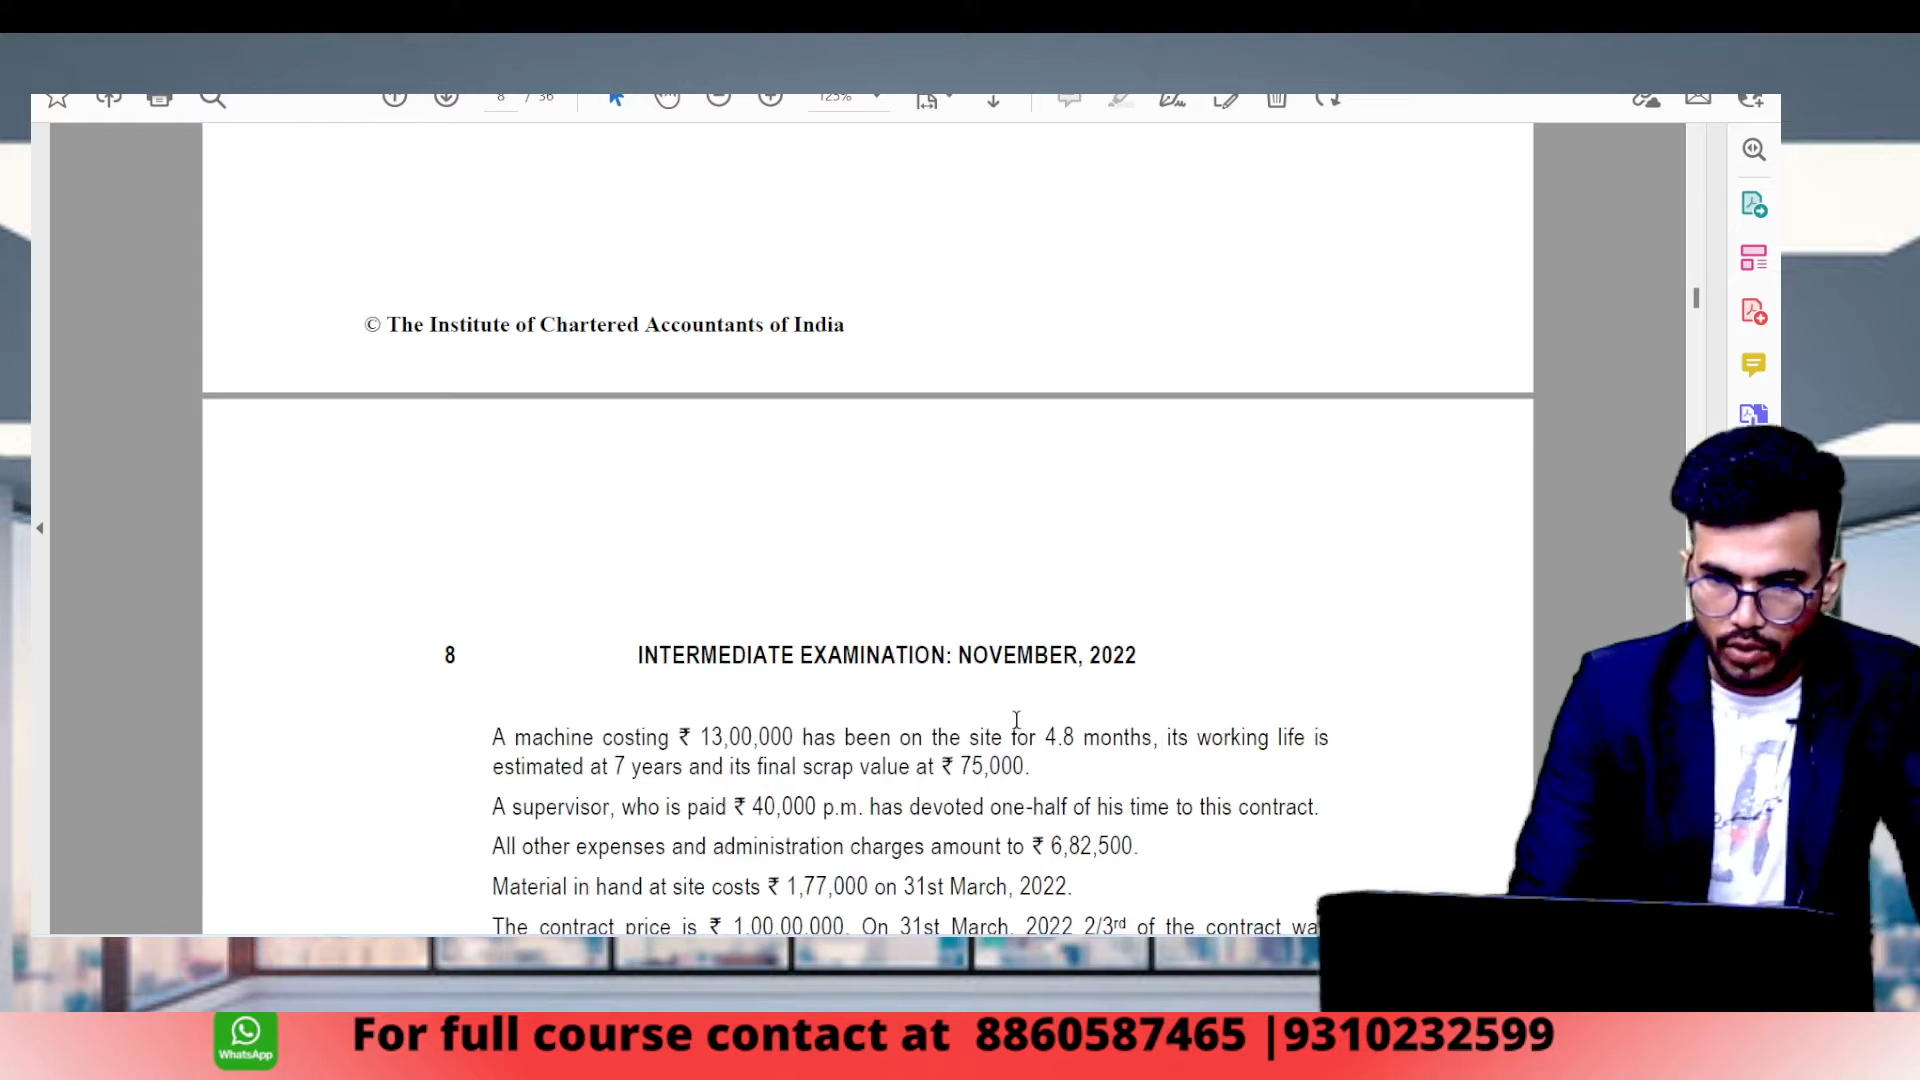 8 / 36
125%
© The Institute of Chartered Accountants of India
8 INTERMEDIATE EXAMINATION: NOVEMBER, 2022
A machine costing ₹ 13,00,000 has been on the site for 4.8 months, its working life is
estimated at 7 years and its final scrap value at ₹ 75,000.
A supervisor, who is paid ₹ 40,000 p.m. has devoted one-half of his time to this contract.
All other expenses and administration charges amount to ₹ 6,82,500.
Material in hand at site costs ₹ 1,77,000 on 31st March, 2022.
The contract price is ₹ 1,00,00,000. On 31st March, 2022 2/3rd of the contract wa
WhatsApp
For full course contact at 8860587465 |9310232599